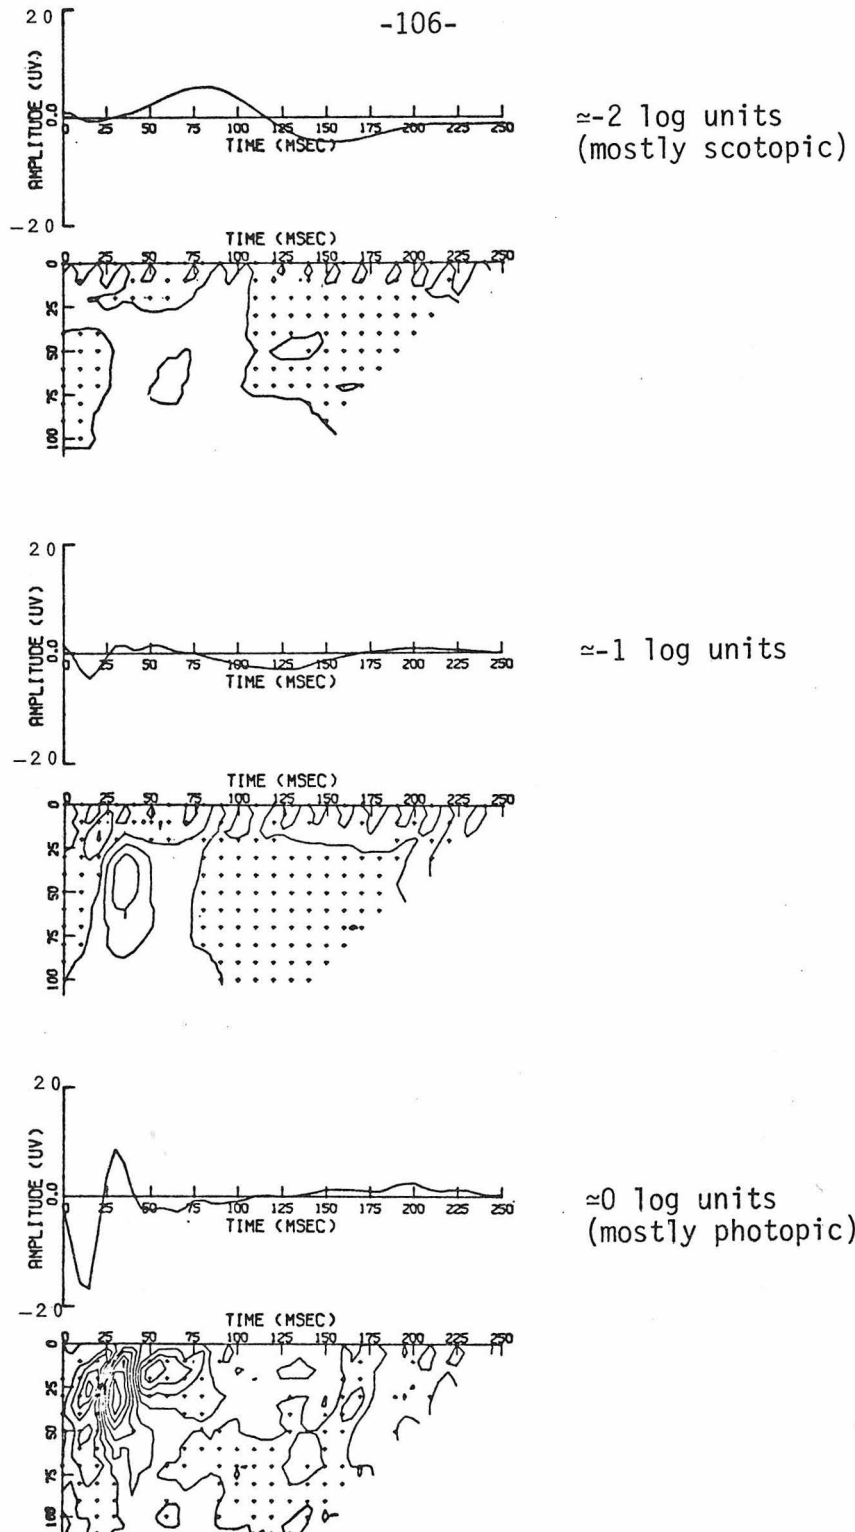 -106-
20
AMPLITUDE (UV)
0.0
-20
0 25 50 75 100 125 150 175 200 225 250
TIME (MSEC)
≃-2 log units
(mostly scotopic)
TIME (MSEC)
0 25 50 75 100 125 150 175 200 225 250
0
25
50
75
100
20
AMPLITUDE (UV)
0.0
-20
0 25 50 75 100 125 150 175 200 225 250
TIME (MSEC)
≃-1 log units
TIME (MSEC)
0 25 50 75 100 125 150 175 200 225 250
0
25
50
75
100
20
AMPLITUDE (UV)
0.0
-20
0 25 50 75 100 125 150 175 200 225 250
TIME (MSEC)
≃0 log units
(mostly photopic)
TIME (MSEC)
0 25 50 75 100 125 150 175 200 225 250
0
25
50
75
100